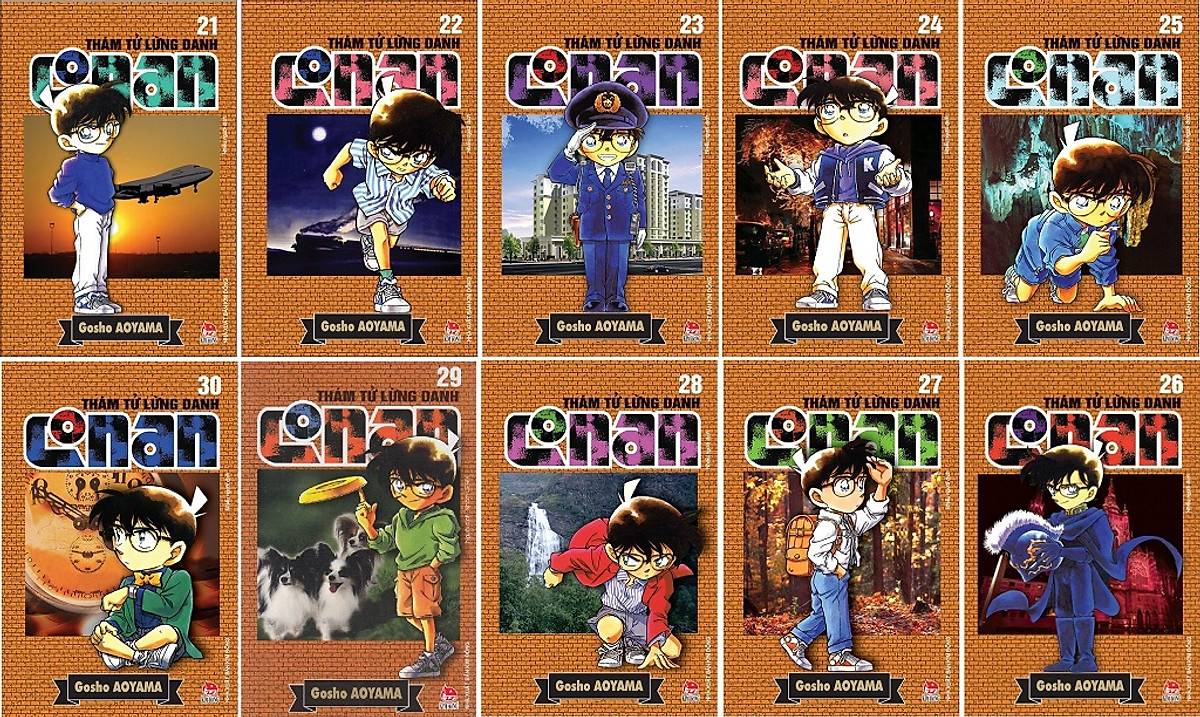 21
THÁM TỬ LỪNG DANH
Conan
Gosho AOYAMA
22
THÁM TỬ LỪNG DANH
Conan
Gosho AOYAMA
23
THÁM TỬ LỪNG DANH
Conan
Gosho AOYAMA
24
THÁM TỬ LỪNG DANH
Conan
K
Gosho AOYAMA
25
THÁM TỬ LỪNG DANH
Conan
Gosho AOYAMA
30
THÁM TỬ LỪNG DANH
Conan
Gosho AOYAMA
29
THÁM TỬ LỪNG DANH
Conan
Gosho AOYAMA
28
THÁM TỬ LỪNG DANH
Conan
Gosho AOYAMA
27
THÁM TỬ LỪNG DANH
Conan
Gosho AOYAMA
26
THÁM TỬ LỪNG DANH
Conan
Gosho AOYAMA